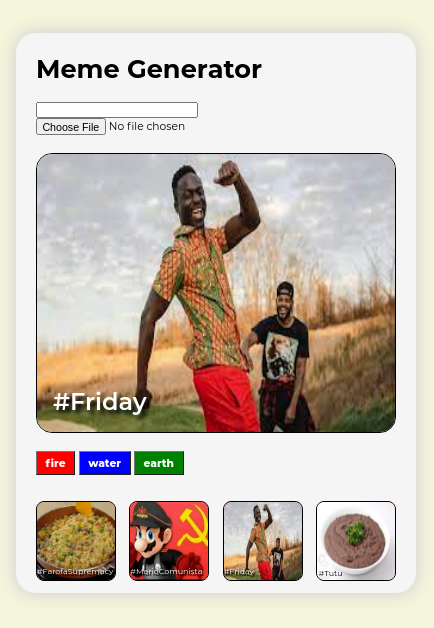 Meme Generator
Choose File No file chosen
#Friday
fire water earth
#FarofaSupremacy #MarioComunista #Friday #Tutu